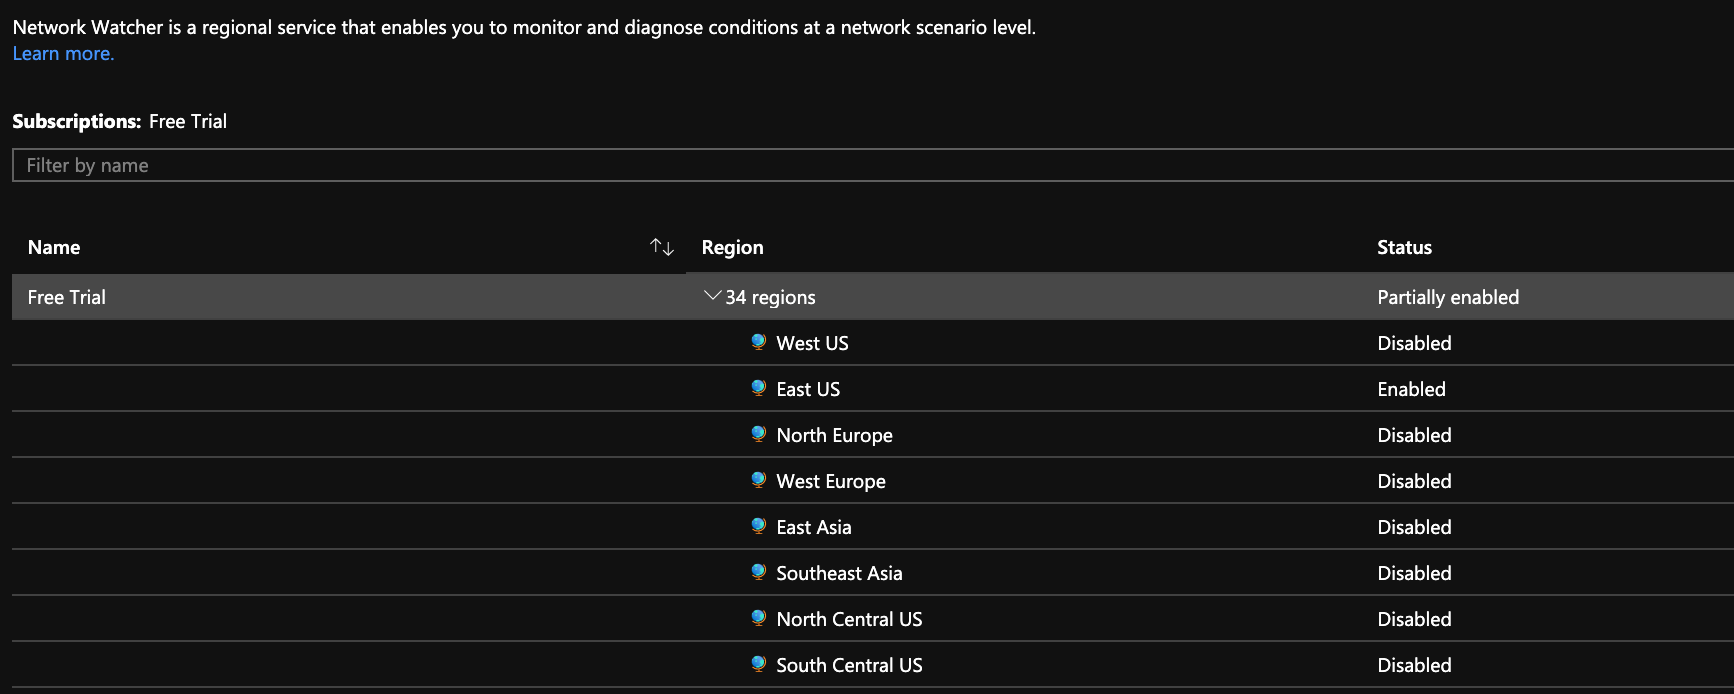 Network Watcher is a regional service that enables you to monitor and diagnose conditions at a network scenario level.
Learn more.
Subscriptions: Free Trial
Filter by name
Name Region Status
Free Trial 34 regions Partially enabled
West US Disabled
East US Enabled
North Europe Disabled
West Europe Disabled
East Asia Disabled
Southeast Asia Disabled
North Central US Disabled
South Central US Disabled